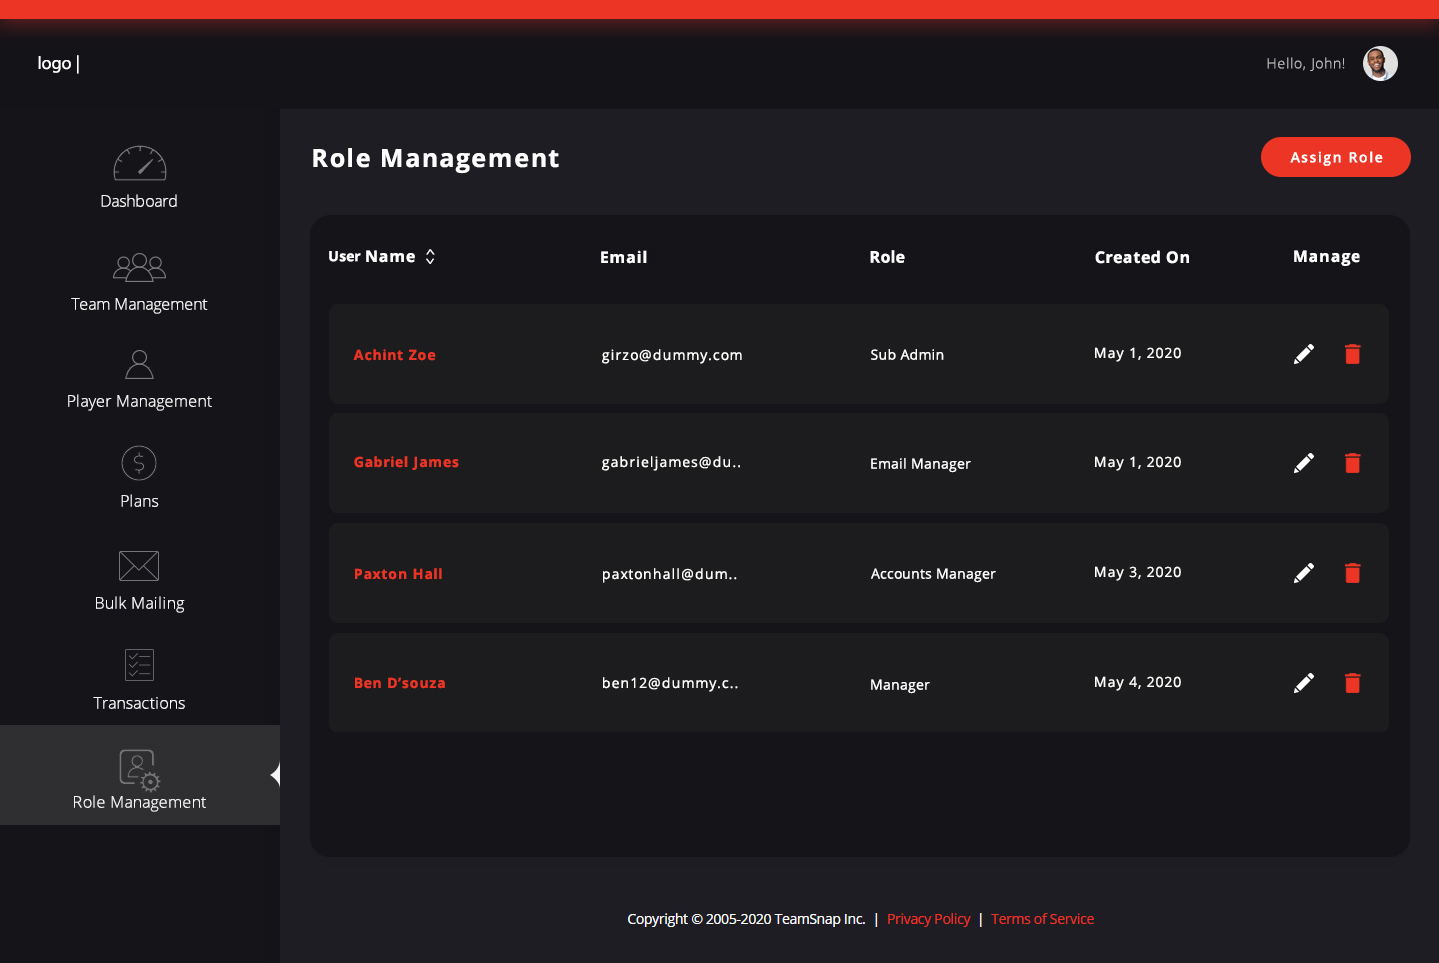 logo |
Hello, John!
Dashboard
Team Management
Player Management
Plans
Bulk Mailing
Transactions
Role Management
Role Management
Assign Role
User Name Email Role Created On Manage
Achint Zoe girzo@dummy.com Sub Admin May 1, 2020
Gabriel James gabrieljames@du.. Email Manager May 1, 2020
Paxton Hall paxtonhall@dum.. Accounts Manager May 3, 2020
Ben D’souza ben12@dummy.c.. Manager May 4, 2020
Copyright © 2005-2020 TeamSnap Inc. | Privacy Policy | Terms of Service